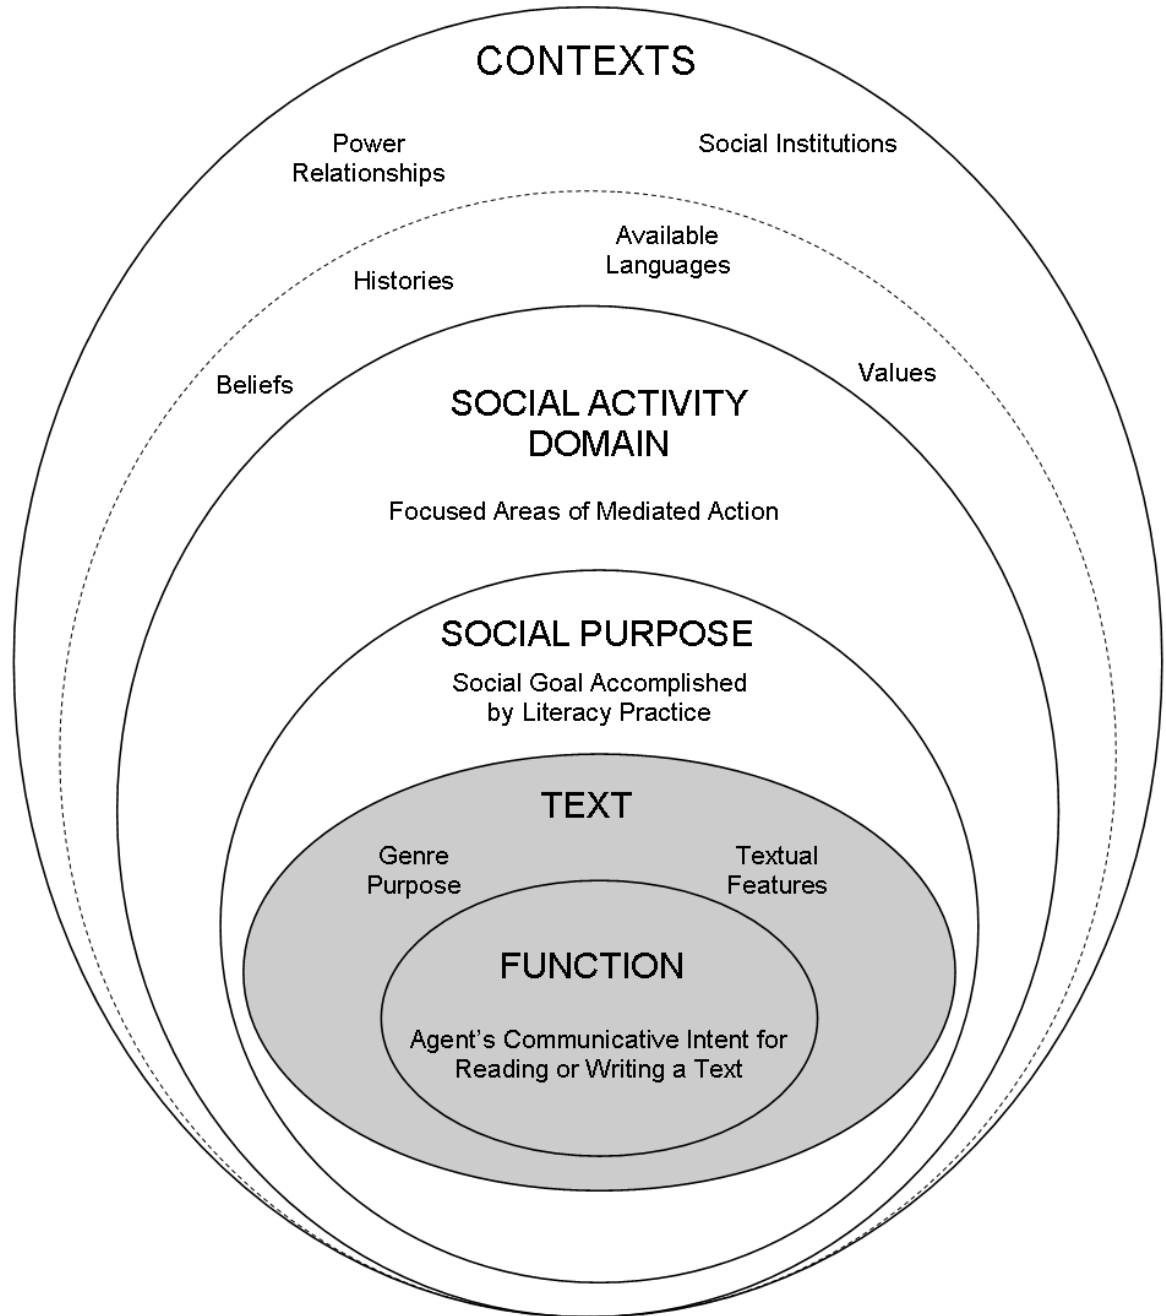 CONTEXTS
Power
Relationships
Social Institutions
Available
Languages
Histories
Beliefs
Values
SOCIAL ACTIVITY
DOMAIN
Focused Areas of Mediated Action
SOCIAL PURPOSE
Social Goal Accomplished
by Literacy Practice
TEXT
Genre
Purpose
Textual
Features
FUNCTION
Agent’s Communicative Intent for
Reading or Writing a Text